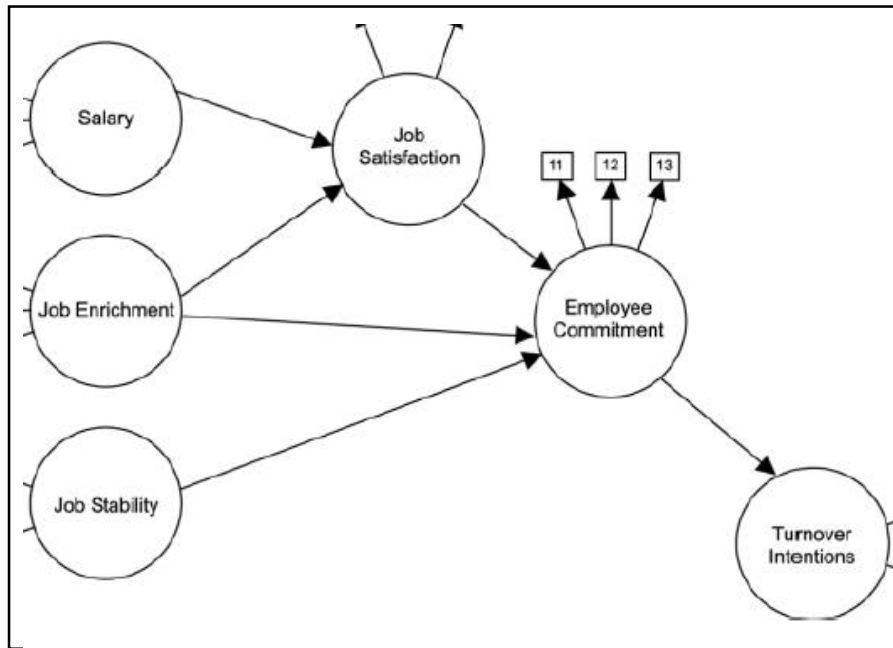 Salary
Job
Satisfaction
11
12
13
Job Enrichment
Employee
Commitment
Job Stability
Turnover
Intentions